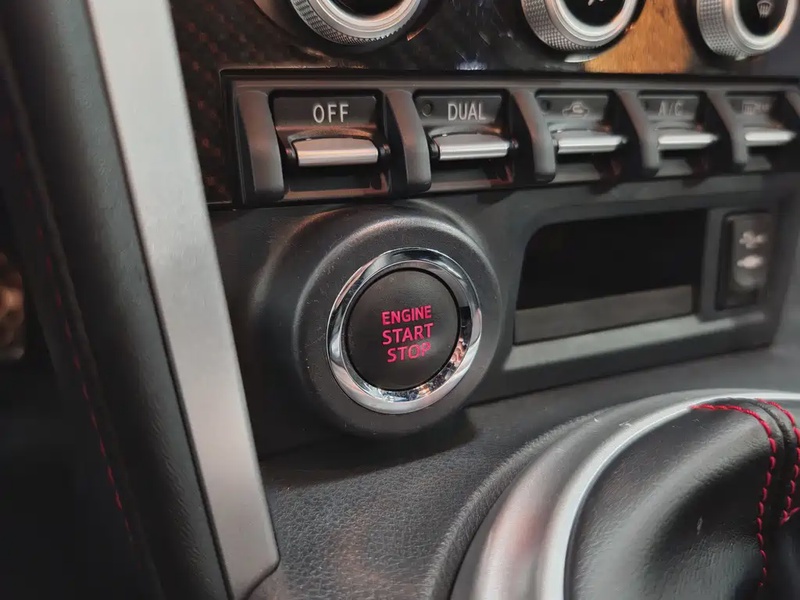 OFF
DUAL
A/C
ENGINE
START
STOP